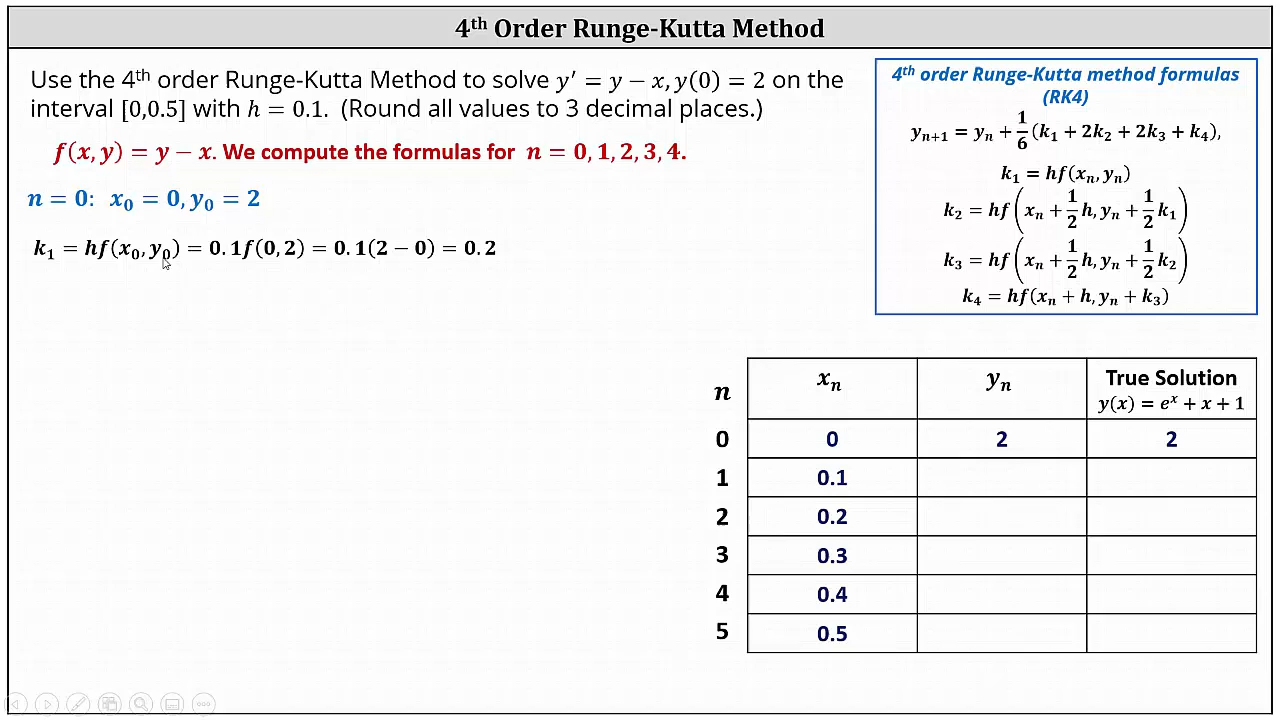 4th Order Runge-Kutta Method
Use the 4th order Runge-Kutta Method to solve y′ = y − x, y(0) = 2 on the
interval [0,0.5] with h = 0.1. (Round all values to 3 decimal places.)
f(x, y) = y − x. We compute the formulas for n = 0, 1, 2, 3, 4.
n = 0: x₀ = 0, y₀ = 2
k₁ = hf(x₀, y₀) = 0.1f(0, 2) = 0.1(2 − 0) = 0.2
4th order Runge-Kutta method formulas
(RK4)
yₙ₊₁ = yₙ + 1/6(k₁ + 2k₂ + 2k₃ + k₄),
k₁ = hf(xₙ, yₙ)
k₂ = hf(xₙ + 1/2h, yₙ + 1/2k₁)
k₃ = hf(xₙ + 1/2h, yₙ + 1/2k₂)
k₄ = hf(xₙ + h, yₙ + k₃)
n xₙ yₙ True Solution
y(x) = eˣ + x + 1
0 0 2 2
1 0.1
2 0.2
3 0.3
4 0.4
5 0.5